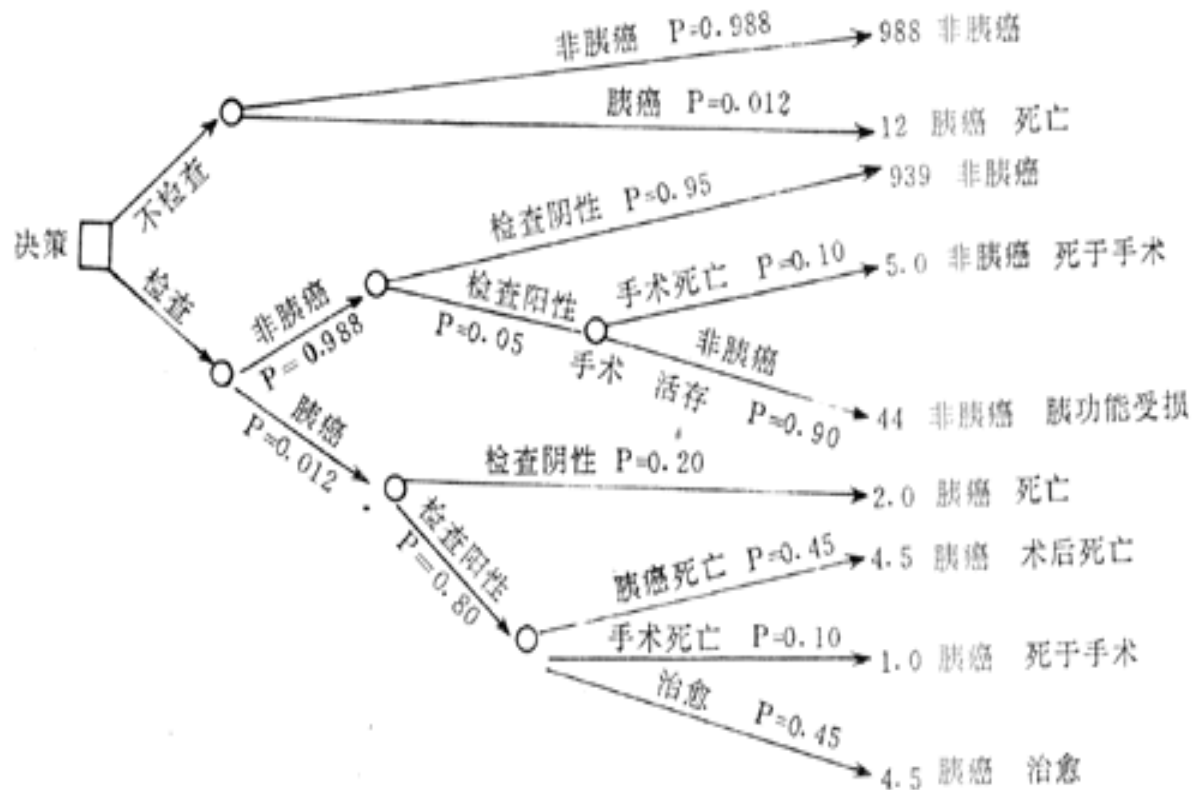 非胰癌 P=0.988
988 非胰癌
胰癌 P=0.012
12 胰癌 死亡
不检查
决策
检查
939 非胰癌
检查阴性 P=0.95
非胰癌
P=0.988
检查阳性
P=0.05
手术死亡 P=0.10
5.0 非胰癌 死于手术
手术 活存
非胰癌
P=0.90
44 非胰癌 胰功能受损
胰癌
P=0.012
检查阴性 P=0.20
2.0 胰癌 死亡
检查阳性
P=0.80
胰癌死亡 P=0.45
4.5 胰癌 术后死亡
手术死亡 P=0.10
1.0 胰癌 死于手术
治愈 P=0.45
4.5 胰癌 治愈